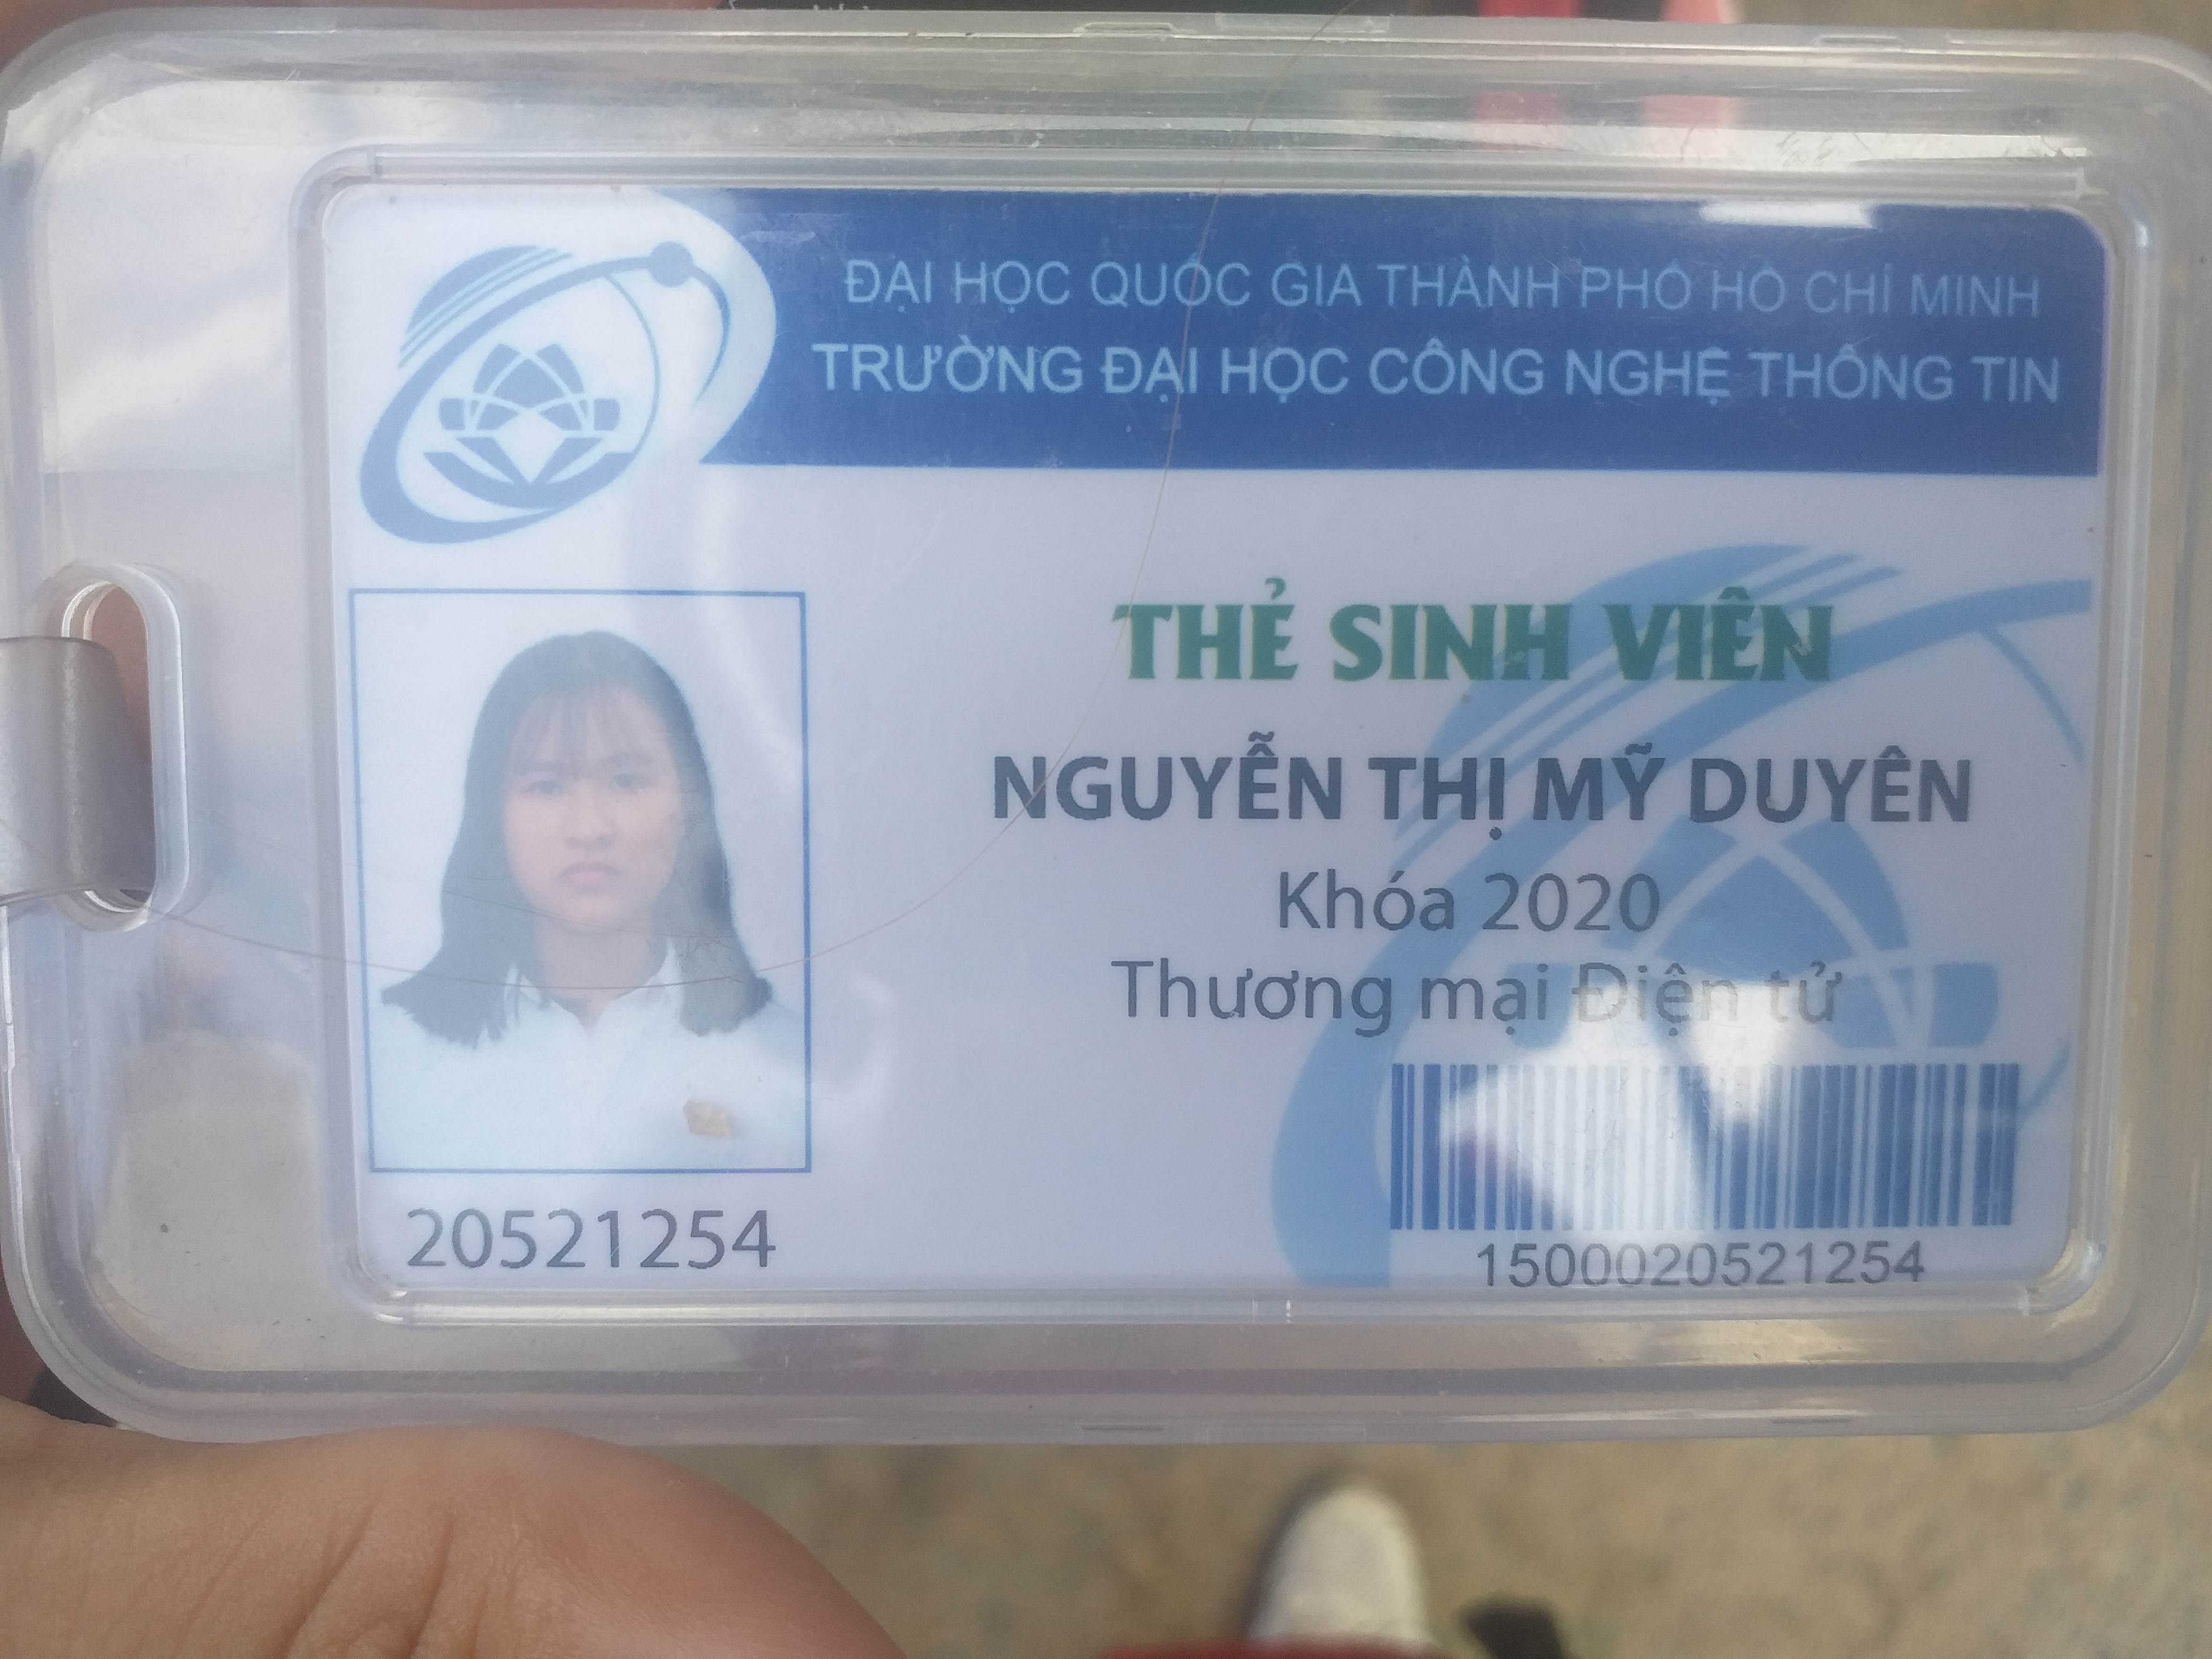 ĐẠI HỌC QUỐC GIA THÀNH PHỐ HỒ CHÍ MINH
TRƯỜNG ĐẠI HỌC CÔNG NGHỆ THÔNG TIN
THẺ SINH VIÊN
NGUYỄN THỊ MỸ DUYÊN
Khóa 2020
Thương mại Điện tử
20521254
1500020521254